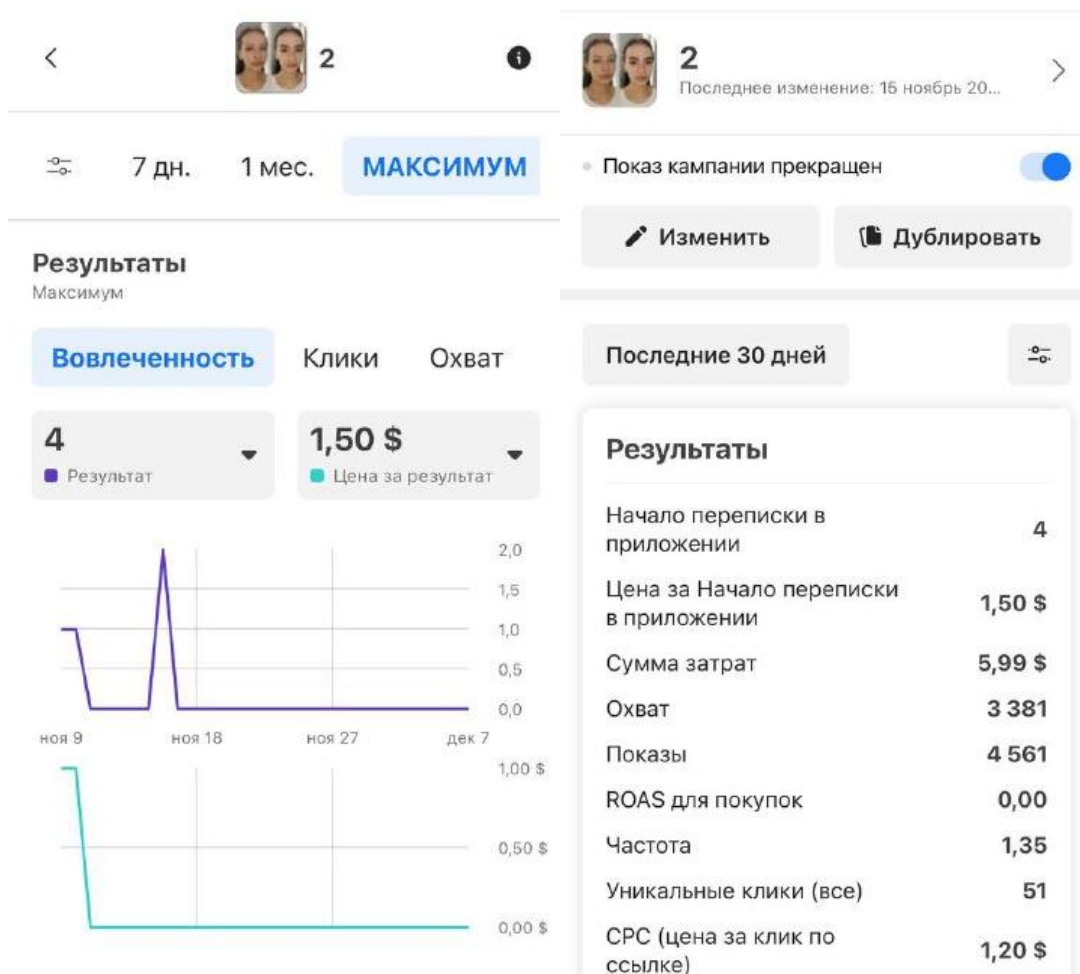 2
7 дн.
1 мес.
МАКСИМУМ
Результаты
Максимум
Вовлеченность
Клики
Охват
4
Результат
1,50 $
Цена за результат
2,0
1,5
1,0
0,5
0,0
ноя 9
ноя 18
ноя 27
дек 7
1,00 $
0,50 $
0,00 $
2
Последнее изменение: 15 ноябрь 20...
Показ кампании прекращен
Изменить
Дублировать
Последние 30 дней
Результаты
Начало переписки в
приложении
4
Цена за Начало переписки
в приложении
1,50 $
Сумма затрат
5,99 $
Охват
3 381
Показы
4 561
ROAS для покупок
0,00
Частота
1,35
Уникальные клики (все)
51
CPC (цена за клик по
ссылке)
1,20 $